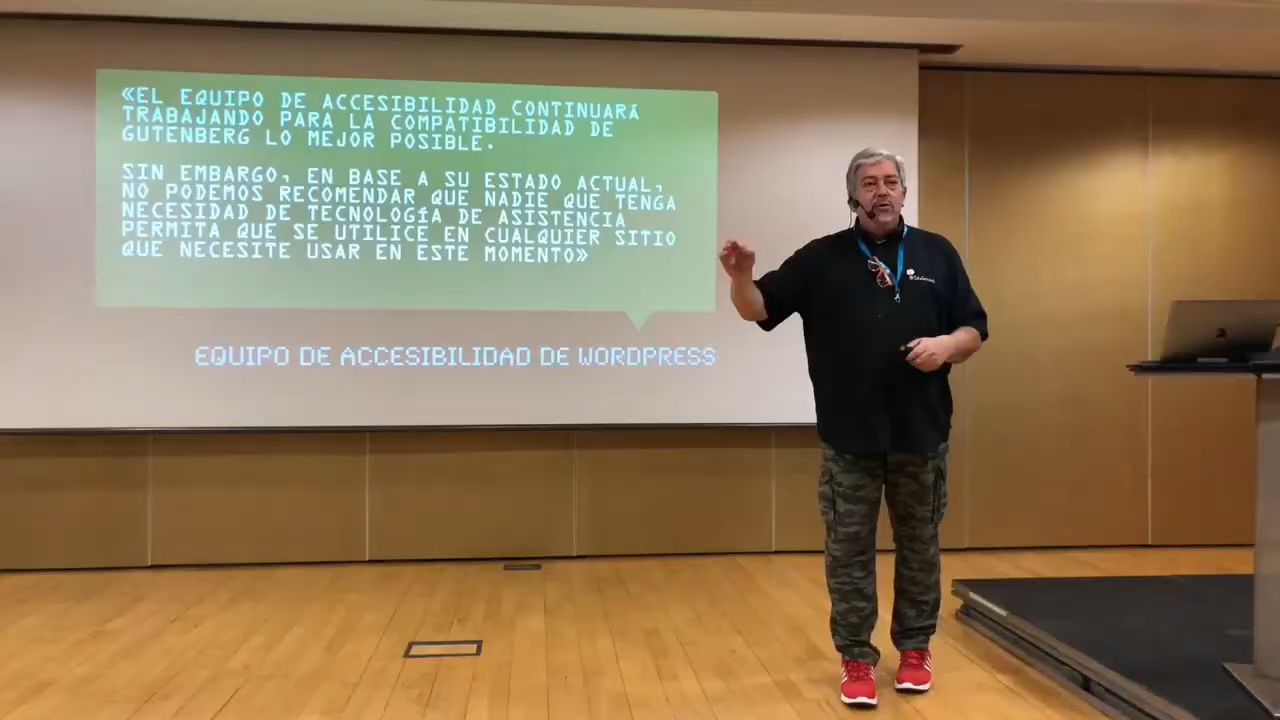 «EL EQUIPO DE ACCESIBILIDAD CONTINUARÁ
TRABAJANDO PARA LA COMPATIBILIDAD DE
GUTENBERG LO MEJOR POSIBLE.
SIN EMBARGO, EN BASE A SU ESTADO ACTUAL,
NO PODEMOS RECOMENDAR QUE NADIE QUE TENGA
NECESIDAD DE TECNOLOGÍA DE ASISTENCIA
PERMITA QUE SE UTILICE EN CUALQUIER SITIO
QUE NECESITE USAR EN ESTE MOMENTO»
EQUIPO DE ACCESIBILIDAD DE WORDPRESS